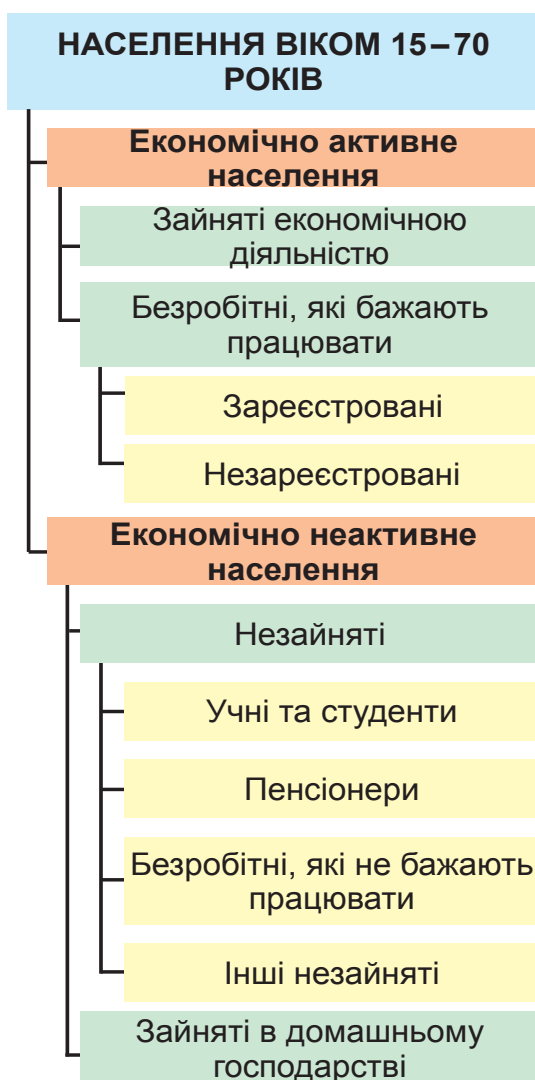 НАСЕЛЕННЯ ВІКОМ 15–70
РОКІВ
Економічно активне
населення
Зайняті економічною
діяльністю
Безробітні, які бажають
працювати
Зареєстровані
Незареєстровані
Економічно неактивне
населення
Незайняті
Учні та студенти
Пенсіонери
Безробітні, які не бажають
працювати
Інші незайняті
Зайняті в домашньому
господарстві